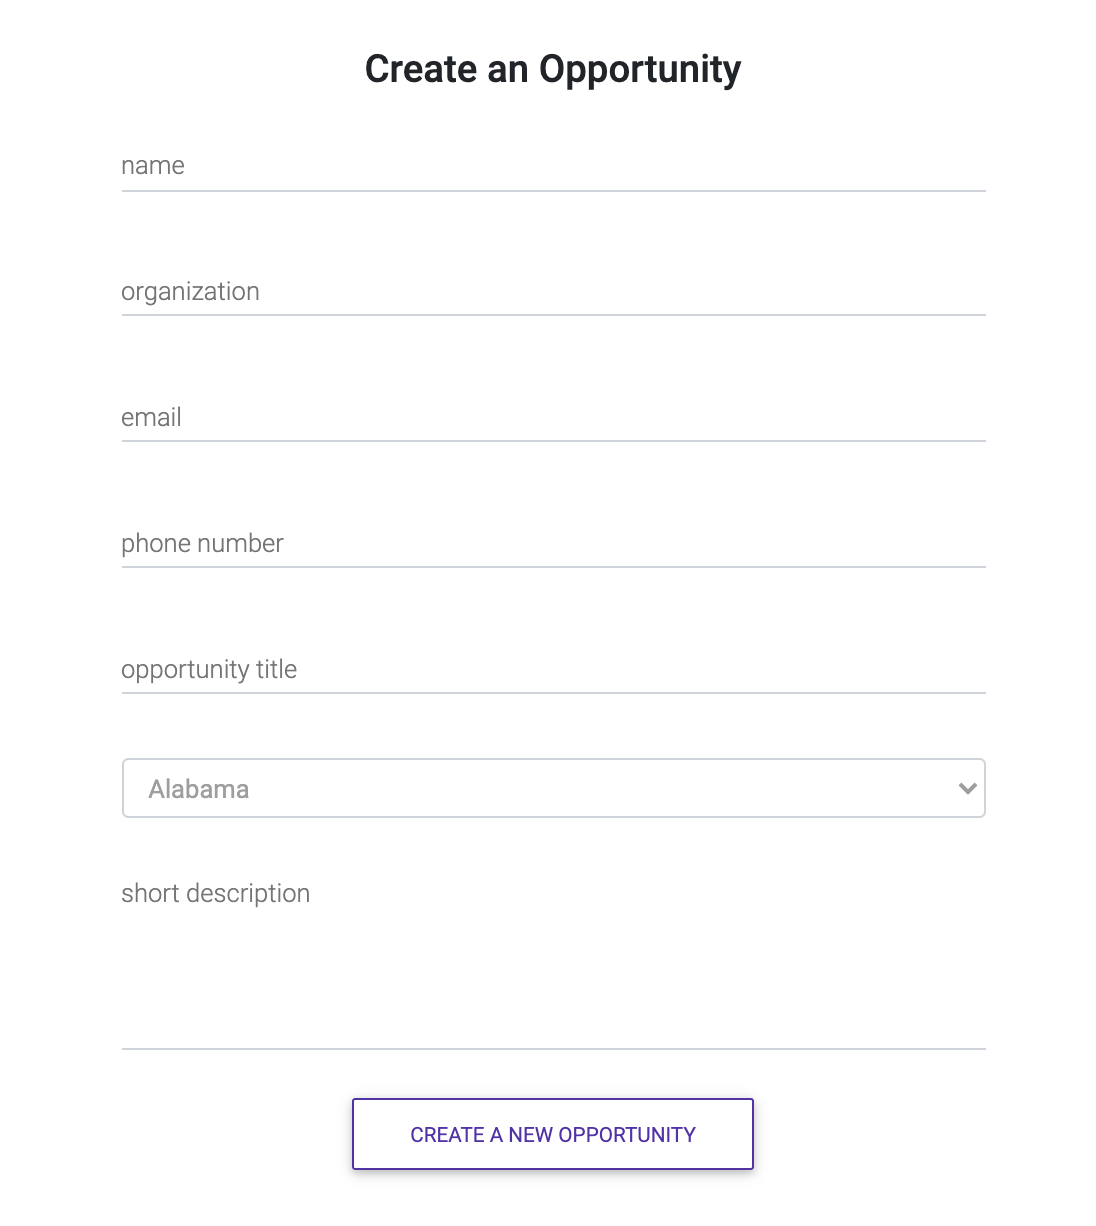 Create an Opportunity
name
organization
email
phone number
opportunity title
Alabama
short description
CREATE A NEW OPPORTUNITY